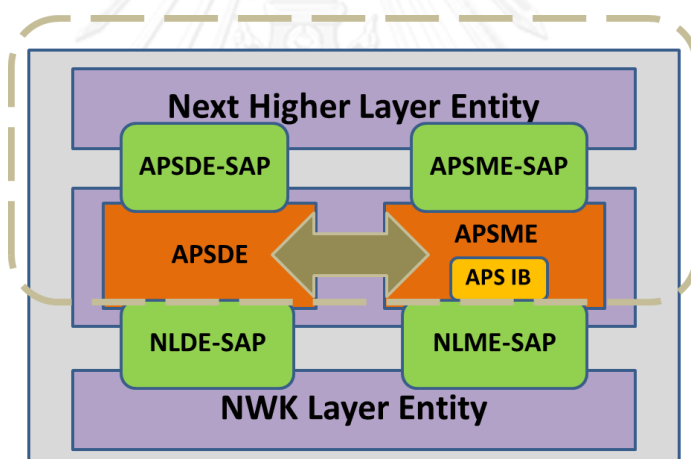 Next Higher Layer Entity
APSDE-SAP
APSME-SAP
APSDE
APSME
APS IB
NLDE-SAP
NLME-SAP
NWK Layer Entity